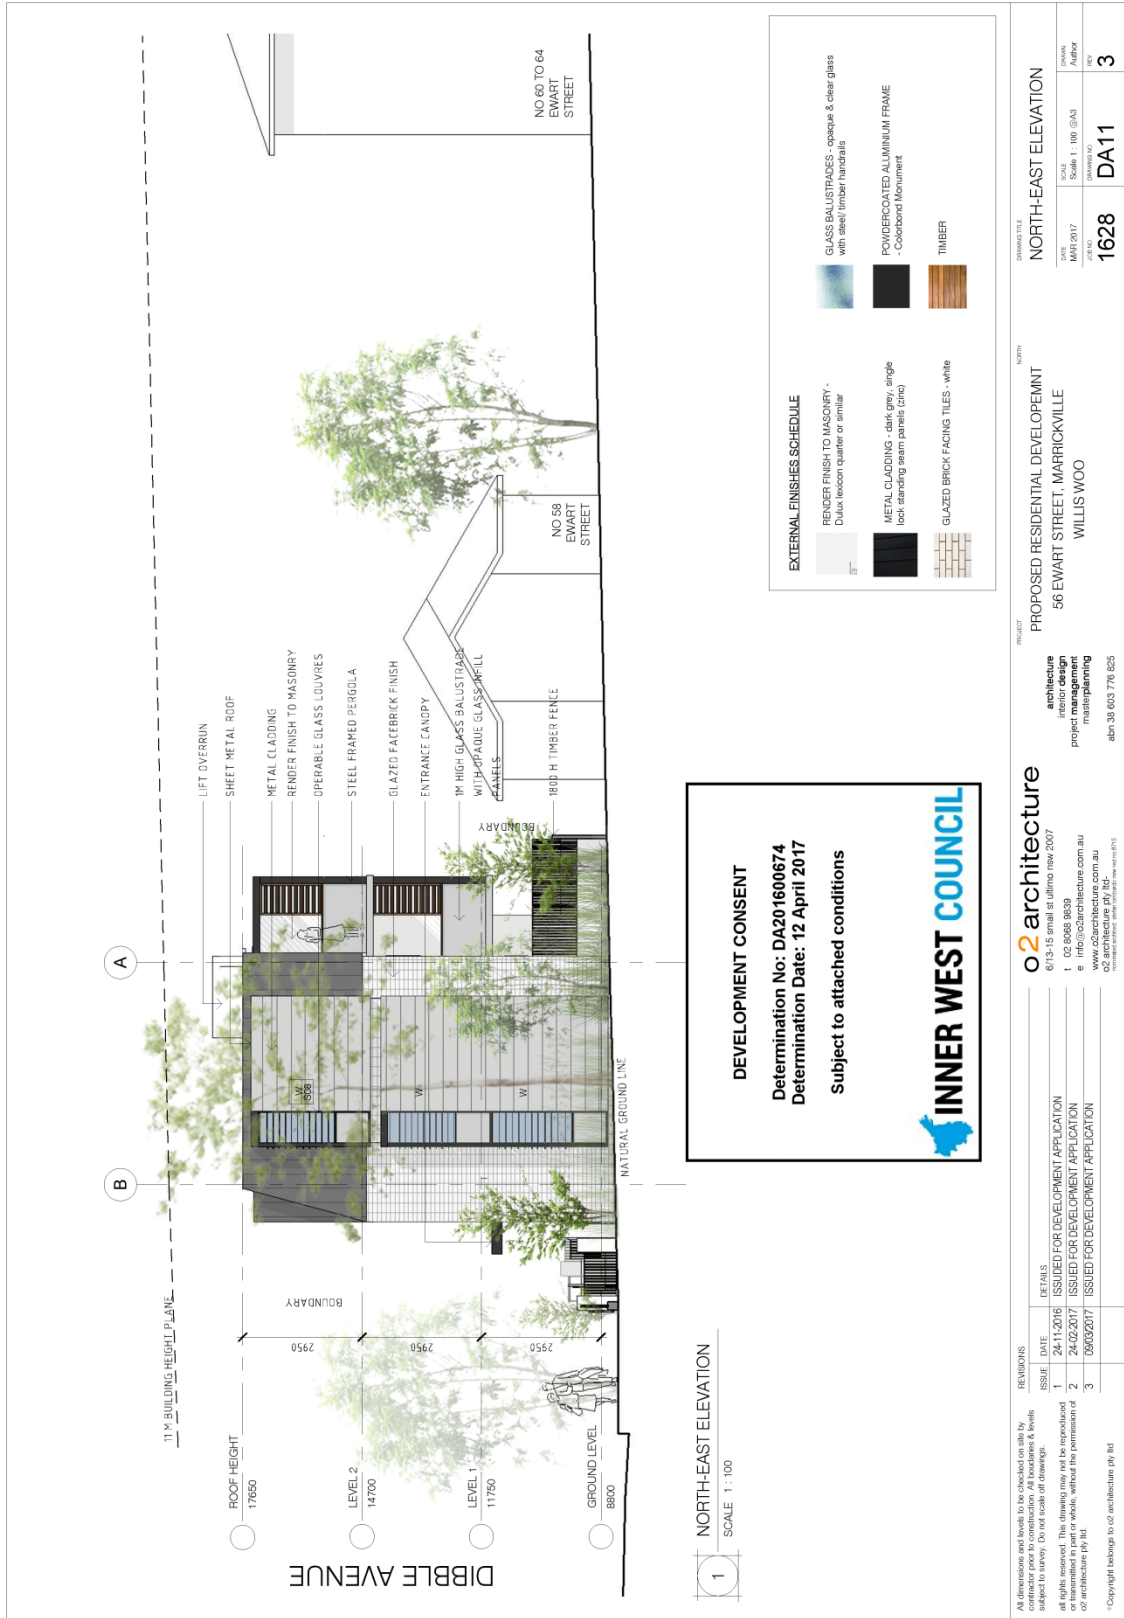 11 M BUILDING HEIGHT PLANE
B
A
LIFT OVERRUN
SHEET METAL ROOF
METAL CLADDING
RENDER FINISH TO MASONRY
OPERABLE GLASS LOUVRES
STEEL FRAMED PERGOLA
GLAZED FACEBRICK FINISH
ENTRANCE CANOPY
1M HIGH GLASS BALUSTRADE
WITH OPAQUE GLASS INFILL
PANELS
1800 H TIMBER FENCE
ROOF HEIGHT
17650
LEVEL 2
14700
LEVEL 1
11750
GROUND LEVEL
8800
BOUNDARY
2950
2950
2950
W
S08
W
W
BOUNDARY
NATURAL GROUND LINE
NO 58
EWART
STREET
NO 60 TO 64
EWART
STREET
DIBBLE AVENUE
1
NORTH-EAST ELEVATION
SCALE 1 : 100
DEVELOPMENT CONSENT
Determination No: DA201600674
Determination Date: 12 April 2017
Subject to attached conditions
INNER WEST COUNCIL
EXTERNAL FINISHES SCHEDULE
RENDER FINISH TO MASONRY -
Dulux lexicon quarter or similar
METAL CLADDING - dark grey, single
lock standing seam panels (zinc)
GLAZED BRICK FACING TILES - white
GLASS BALUSTRADES - opaque & clear glass
with steel/ timber handrails
POWDERCOATED ALUMINIUM FRAME
- Colorbond Monument
TIMBER
All dimensions and levels to be checked on site by
contractor prior to construction. All boundaries & levels
subject to survey. Do not scale off drawings.
all rights reserved. This drawing may not be reproduced
or transmitted in part or whole, without the permission of
o2 architecture pty ltd.
©Copyright belongs to o2 architecture pty ltd
REVISIONS
ISSUE DATE DETAILS
1 24-11-2016 ISSUDED FOR DEVELOPMENT APPLICATION
2 24-02-2017 ISSUED FOR DEVELOPMENT APPLICATION
3 09/03/2017 ISSUED FOR DEVELOPMENT APPLICATION
o2 architecture
6/13-15 small st ultimo nsw 2007
t 02 8068 9839
e info@o2architecture.com.au
www.o2architecture.com.au
o2 architecture pty ltd-
architecture
interior design
project management
masterplanning
abn 38 603 776 825
PROJECT
PROPOSED RESIDENTIAL DEVELOPEMNT
56 EWART STREET, MARRICKVILLE
WILLIS WOO
NORTH
DRAWING TITLE
NORTH-EAST ELEVATION
DATE
MAR 2017
SCALE
Scale 1 : 100 @A3
DRAWN
Author
JOB NO.
1628
DRAWING NO
DA11
REV
3